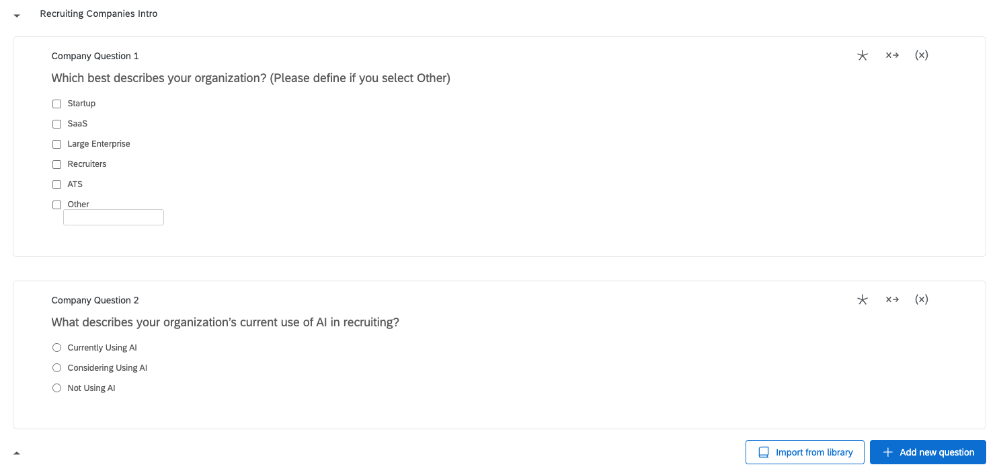 Recruiting Companies Intro
Company Question 1
Which best describes your organization? (Please define if you select Other)
Startup
SaaS
Large Enterprise
Recruiters
ATS
Other
Company Question 2
What describes your organization’s current use of AI in recruiting?
Currently Using AI
Considering Using AI
Not Using AI
Import from library
Add new question